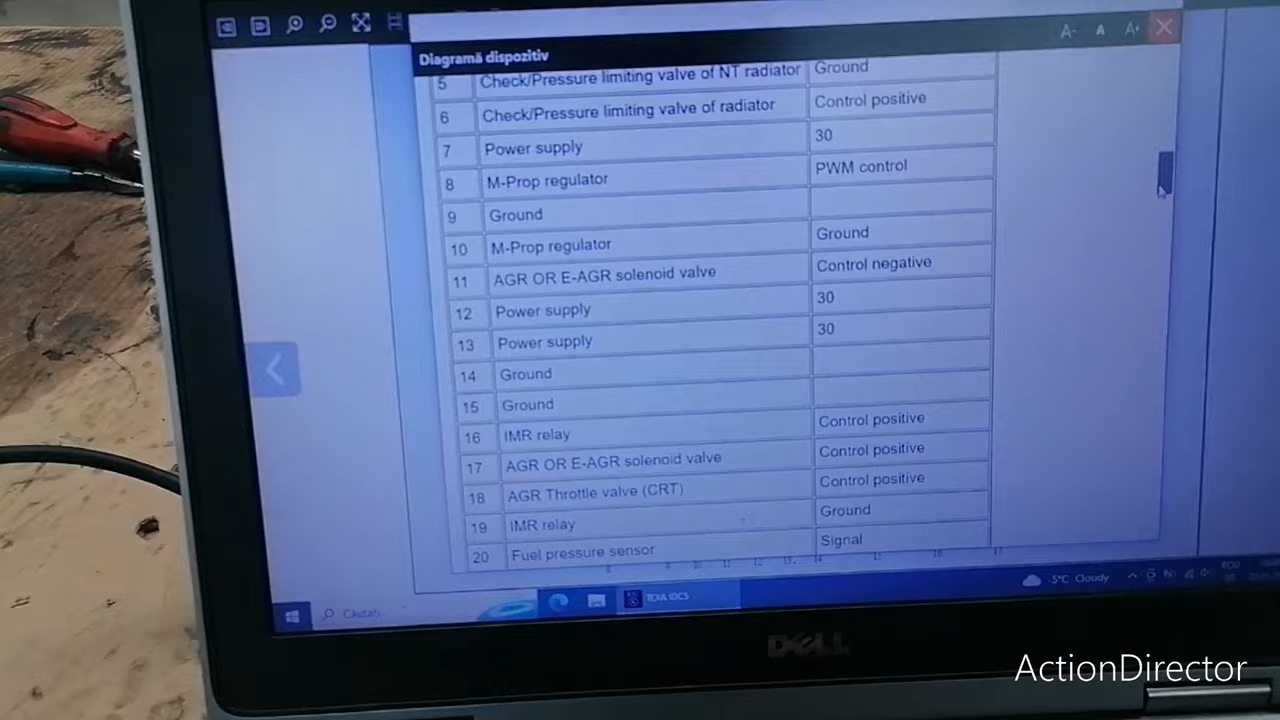 Diagramă dispozitiv
A- A A+
5 Check/Pressure limiting valve of NT radiator Ground
6 Check/Pressure limiting valve of radiator Control positive
7 Power supply 30
8 M-Prop regulator PWM control
9 Ground
10 M-Prop regulator Ground
11 AGR OR E-AGR solenoid valve Control negative
12 Power supply 30
13 Power supply 30
14 Ground
15 Ground
16 IMR relay Control positive
17 AGR OR E-AGR solenoid valve Control positive
18 AGR Throttle valve (CRT) Control positive
19 IMR relay Ground
20 Fuel pressure sensor Signal
Căutați
TEXA IDC5
-5°C Cloudy
ROU
DELL
ActionDirector